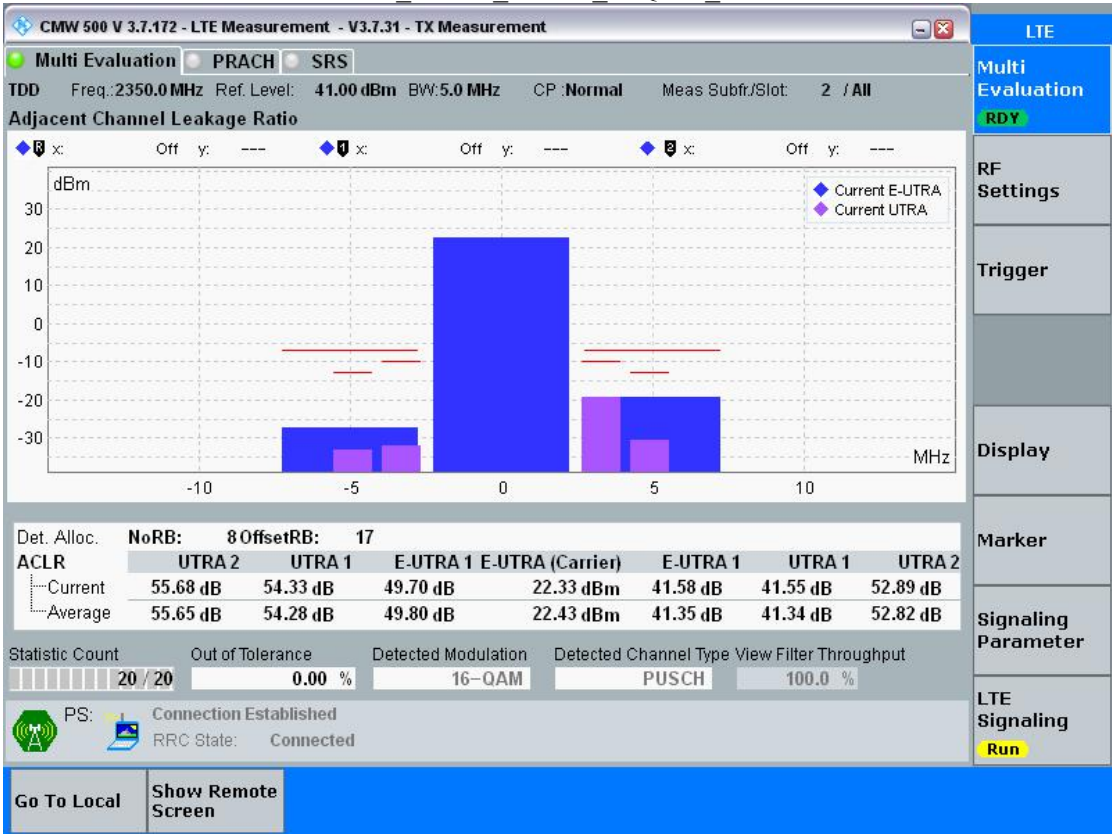 CMW 500 V 3.7.172 - LTE Measurement - V3.7.31 - TX Measurement
LTE
Multi Evaluation PRACH SRS
Multi Evaluation
RDY
TDD Freq.:2350.0 MHz Ref. Level: 41.00 dBm BW:5.0 MHz CP :Normal Meas Subfr./Slot: 2 / All
Adjacent Channel Leakage Ratio
R x: Off y: --- 1 x: Off y: --- 2 x: Off y: ---
dBm
Current E-UTRA
Current UTRA
30
20
10
0
-10
-20
-30
MHz
-10 -5 0 5 10
RF Settings
Trigger
Display
Marker
Signaling Parameter
LTE Signaling
Run
Det. Alloc. NoRB: 8 OffsetRB: 17
ACLR UTRA 2 UTRA 1 E-UTRA 1 E-UTRA (Carrier) E-UTRA 1 UTRA 1 UTRA 2
Current 55.68 dB 54.33 dB 49.70 dB 22.33 dBm 41.58 dB 41.55 dB 52.89 dB
Average 55.65 dB 54.28 dB 49.80 dB 22.43 dBm 41.35 dB 41.34 dB 52.82 dB
Statistic Count Out of Tolerance Detected Modulation Detected Channel Type View Filter Throughput
20 / 20 0.00 % 16-QAM PUSCH 100.0 %
PS: Connection Established
RRC State: Connected
Go To Local
Show Remote Screen